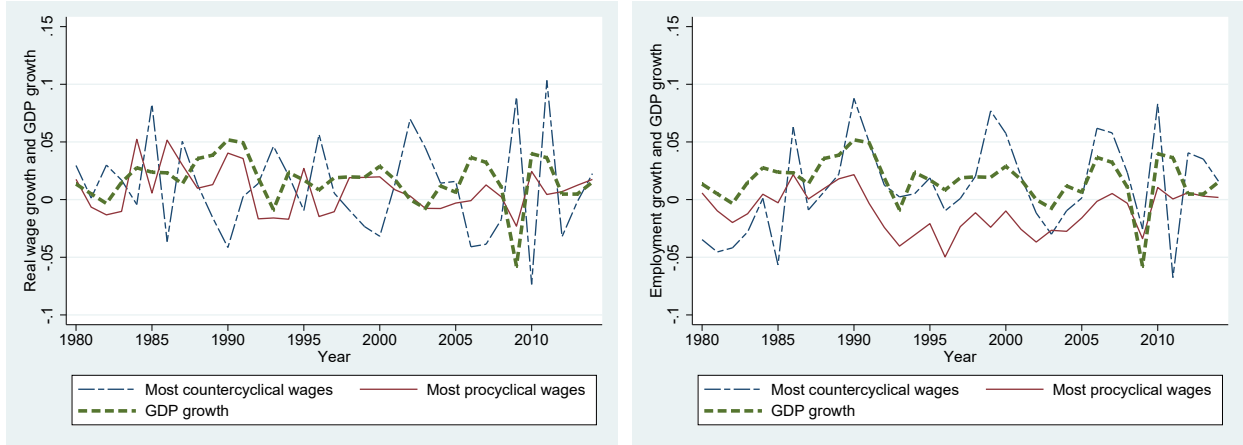 Real wage growth and GDP growth
.15
.1
.05
0
-.05
-.1
1980 1985 1990 1995 2000 2005 2010
Year
Most countercyclical wages Most procyclical wages
GDP growth
Employment growth and GDP growth
.15
.1
.05
0
-.05
-.1
1980 1985 1990 1995 2000 2005 2010
Year
Most countercyclical wages Most procyclical wages
GDP growth